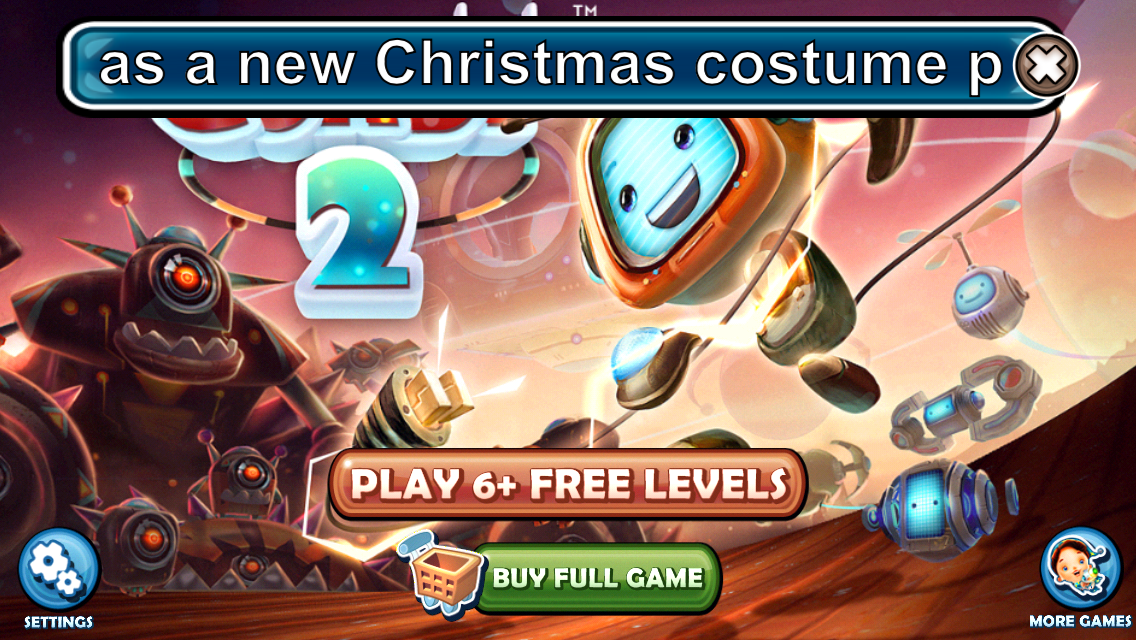 TM
as a new Christmas costume p
2
PLAY 6+ FREE LEVELS
BUY FULL GAME
SETTINGS
MORE GAMES